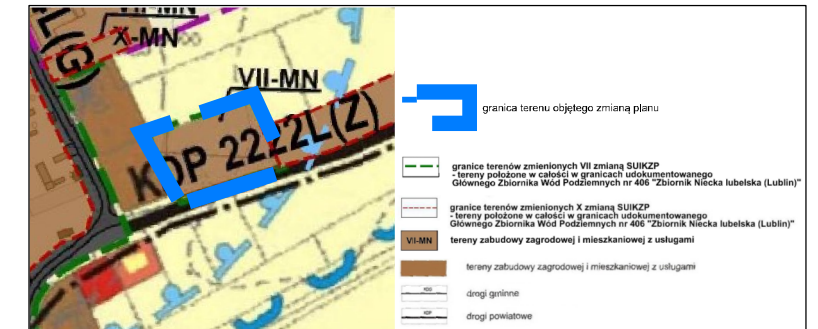 L(G)
X-MN
VII-MN
KDP 2222L(Z)
granica terenu objętego zmianą planu
granice terenów zmienionych VII zmianą SUIKZP
- tereny położone w całości w granicach udokumentowanego
Głównego Zbiornika Wód Podziemnych nr 406 "Zbiornik Niecka lubelska (Lublin)"
granice terenów zmienionych X zmianą SUIKZP
- tereny położone w całości w granicach udokumentowanego
Głównego Zbiornika Wód Podziemnych nr 406 "Zbiornik Niecka lubelska (Lublin)"
VII-MN tereny zabudowy zagrodowej i mieszkaniowej z usługami
tereny zabudowy zagrodowej i mieszkaniowej z usługami
drogi gminne
KDP drogi powiatowe